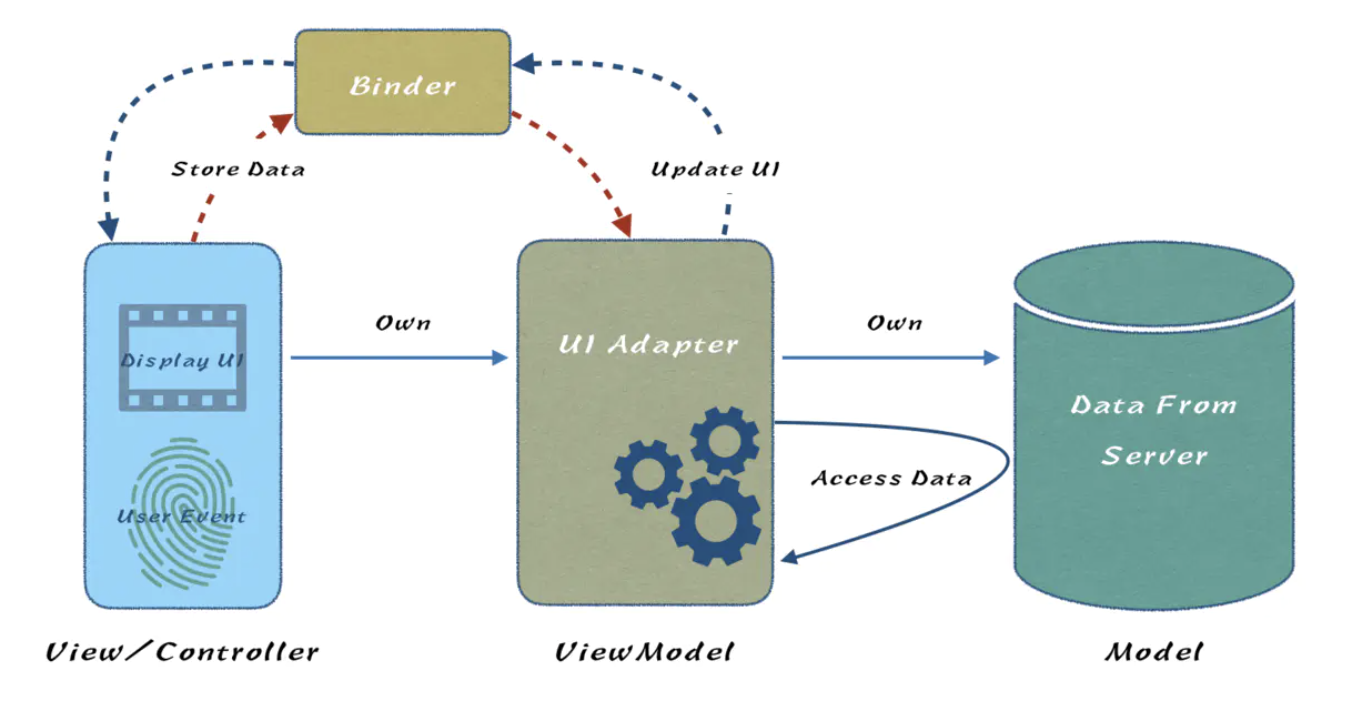 Binder
Store Data
Update UI
Own
Own
Display UI
UI Adapter
Data From
Server
Access Data
User Event
View/Controller
ViewModel
Model